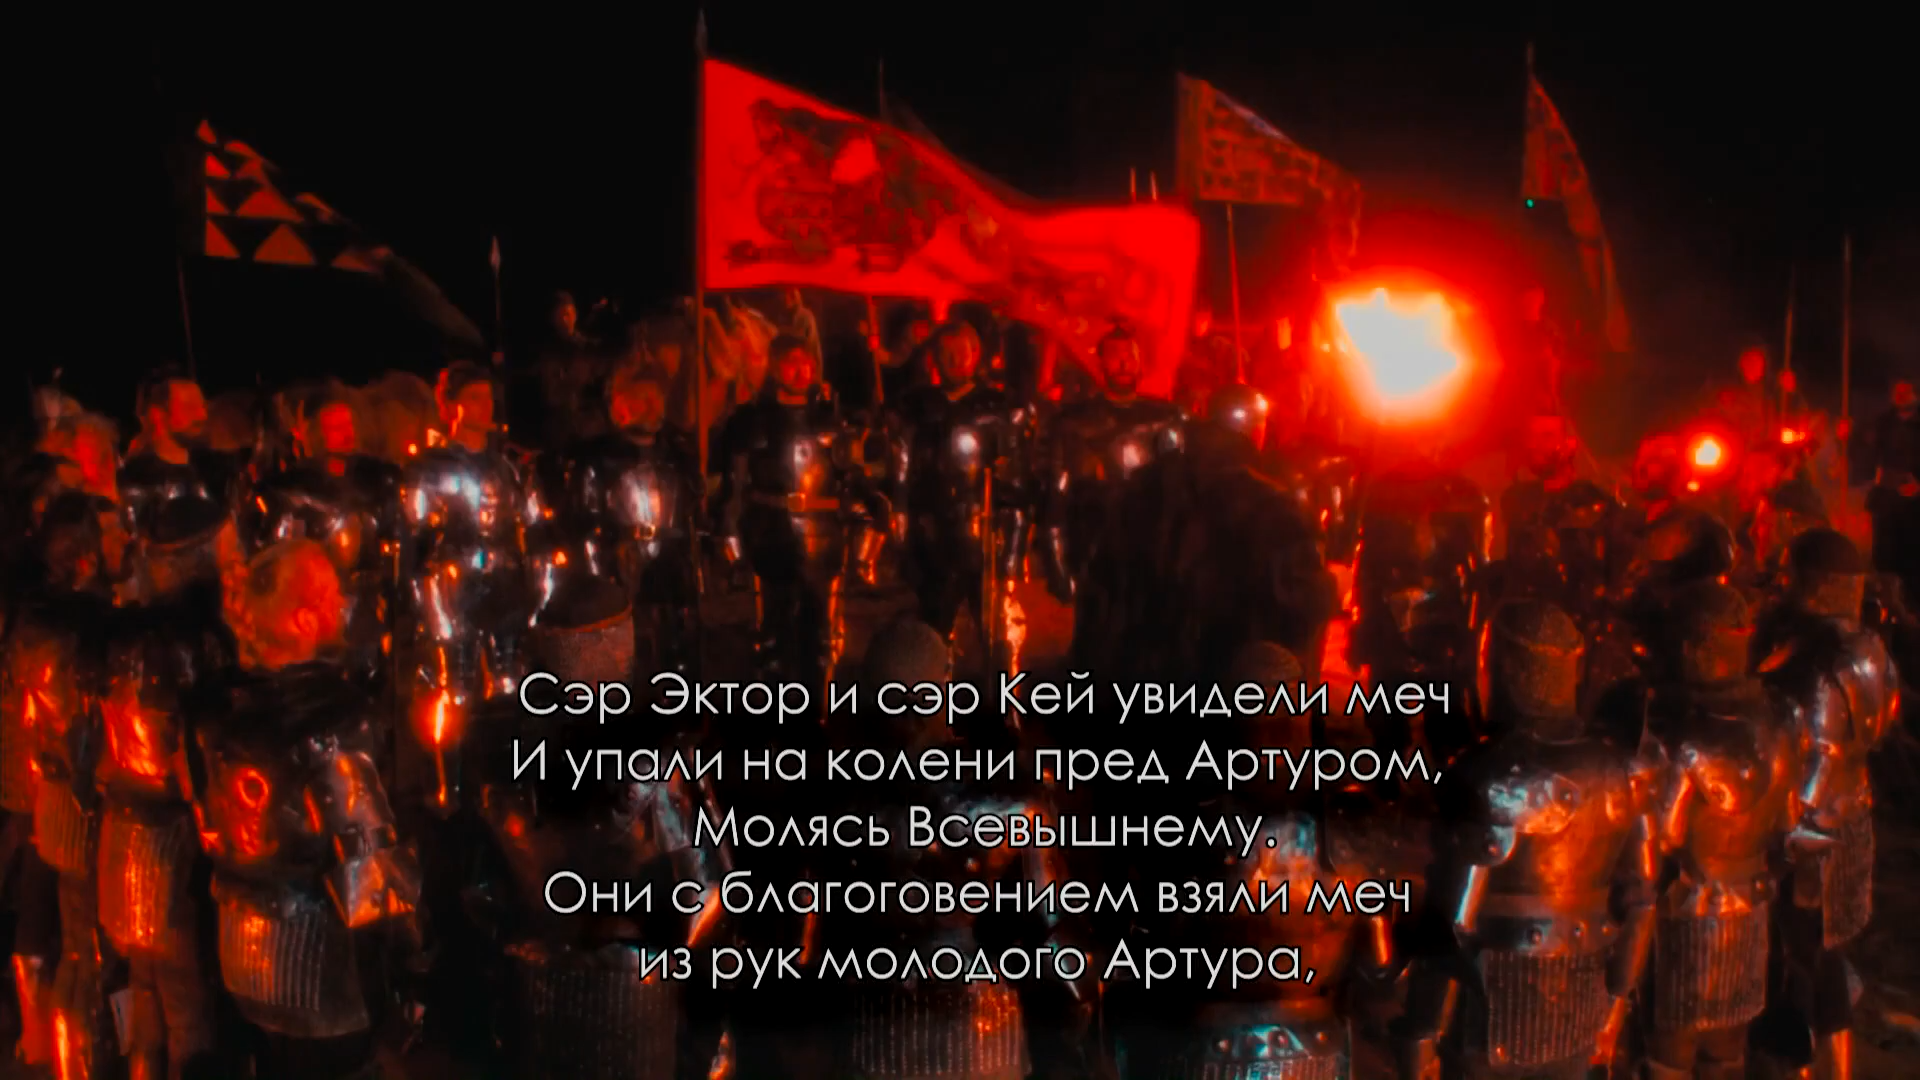 Сэр Эктор и сэр Кей увидели меч
И упали на колени пред Артуром,
Молясь Всевышнему.
Они с благоговением взяли меч
из рук молодого Артура,